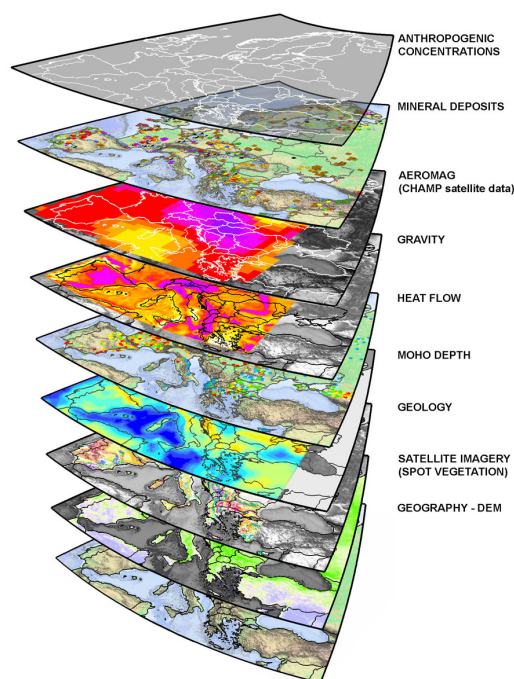 ANTHROPOGENIC
CONCENTRATIONS
MINERAL DEPOSITS
AEROMAG
(CHAMP satellite data)
GRAVITY
HEAT FLOW
MOHO DEPTH
GEOLOGY
SATELLITE IMAGERY
(SPOT VEGETATION)
GEOGRAPHY - DEM